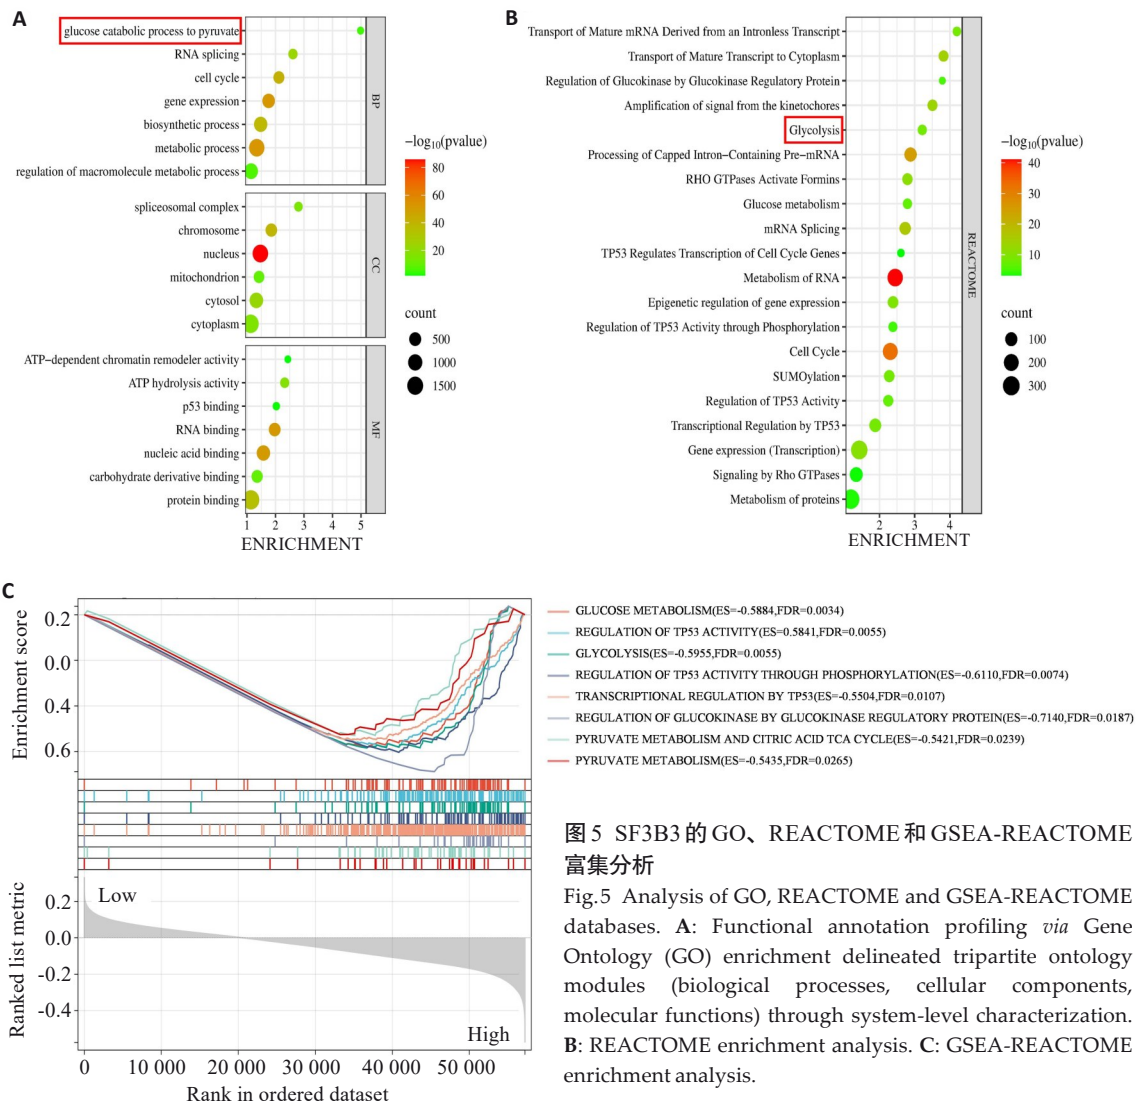 A
glucose catabolic process to pyruvate
RNA splicing
cell cycle
gene expression
biosynthetic process
metabolic process
regulation of macromolecule metabolic process
BP
spliceosomal complex
chromosome
nucleus
mitochondrion
cytosol
cytoplasm
CC
ATP−dependent chromatin remodeler activity
ATP hydrolysis activity
p53 binding
RNA binding
nucleic acid binding
carbohydrate derivative binding
protein binding
MF
1 2 3 4 5
ENRICHMENT
−log10(pvalue)
80
60
40
20
count
500
1000
1500
B
Transport of Mature mRNA Derived from an Intronless Transcript
Transport of Mature Transcript to Cytoplasm
Regulation of Glucokinase by Glucokinase Regulatory Protein
Amplification of signal from the kinetochores
Glycolysis
Processing of Capped Intron−Containing Pre−mRNA
RHO GTPases Activate Formins
Glucose metabolism
mRNA Splicing
TP53 Regulates Transcription of Cell Cycle Genes
Metabolism of RNA
Epigenetic regulation of gene expression
Regulation of TP53 Activity through Phosphorylation
Cell Cycle
SUMOylation
Regulation of TP53 Activity
Transcriptional Regulation by TP53
Gene expression (Transcription)
Signaling by Rho GTPases
Metabolism of proteins
REACTOME
2 3 4
ENRICHMENT
−log10(pvalue)
40
30
20
10
count
100
200
300
C
Enrichment score
0.2
0.0
0.4
0.6
GLUCOSE METABOLISM(ES=-0.5884,FDR=0.0034)
REGULATION OF TP53 ACTIVITY(ES=0.5841,FDR=0.0055)
GLYCOLYSIS(ES=-0.5955,FDR=0.0055)
REGULATION OF TP53 ACTIVITY THROUGH PHOSPHORYLATION(ES=-0.6110,FDR=0.0074)
TRANSCRIPTIONAL REGULATION BY TP53(ES=-0.5504,FDR=0.0107)
REGULATION OF GLUCOKINASE BY GLUCOKINASE REGULATORY PROTEIN(ES=-0.7140,FDR=0.0187)
PYRUVATE METABOLISM AND CITRIC ACID TCA CYCLE(ES=-0.5421,FDR=0.0239)
PYRUVATE METABOLISM(ES=-0.5435,FDR=0.0265)
Ranked list metric
0.2
0.0
-0.2
-0.4
Low
High
0 10 000 20 000 30 000 40 000 50 000
Rank in ordered dataset
图5 SF3B3的GO、REACTOME和GSEA-REACTOME
富集分析
Fig.5 Analysis of GO, REACTOME and GSEA-REACTOME
databases. A: Functional annotation profiling via Gene
Ontology (GO) enrichment delineated tripartite ontology
modules (biological processes, cellular components,
molecular functions) through system-level characterization.
B: REACTOME enrichment analysis. C: GSEA-REACTOME
enrichment analysis.